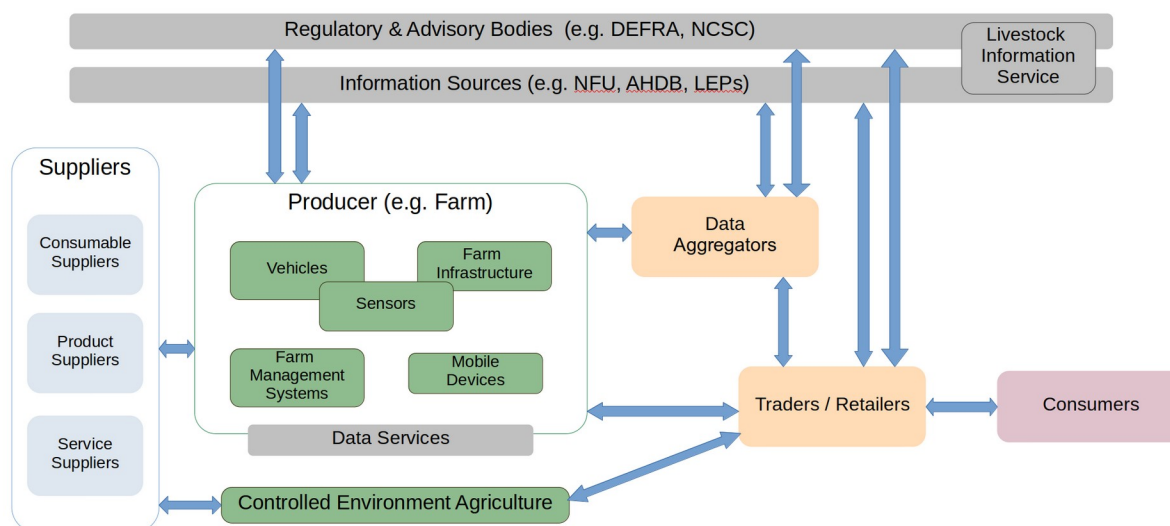 Regulatory & Advisory Bodies (e.g. DEFRA, NCSC)
Livestock
Information
Service
Information Sources (e.g. NFU, AHDB, LEPs)
Suppliers
Consumable
Suppliers
Product
Suppliers
Service
Suppliers
Producer (e.g. Farm)
Vehicles
Farm
Infrastructure
Sensors
Farm
Management
Systems
Mobile
Devices
Data Services
Controlled Environment Agriculture
Data
Aggregators
Traders / Retailers
Consumers